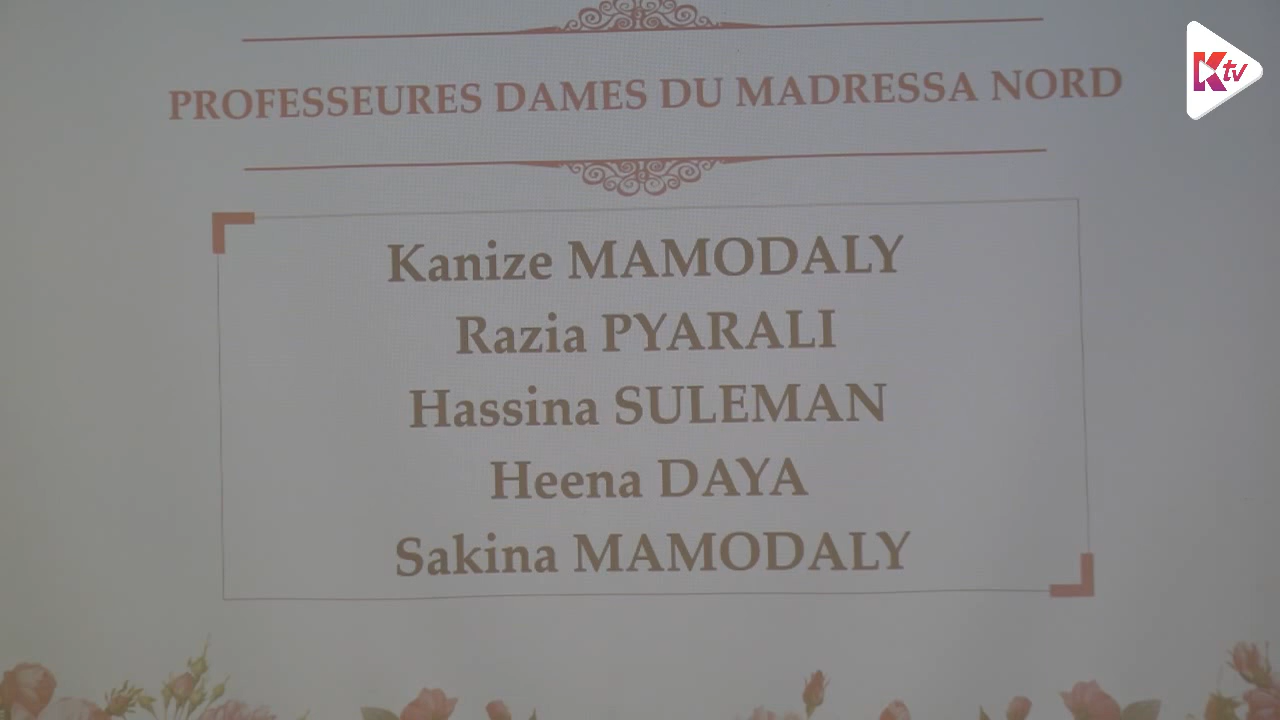 Ktv
PROFESSEURES DAMES DU MADRESSA NORD
Kanize MAMODALY
Razia PYARALI
Hassina SULEMAN
Heena DAYA
Sakina MAMODALY